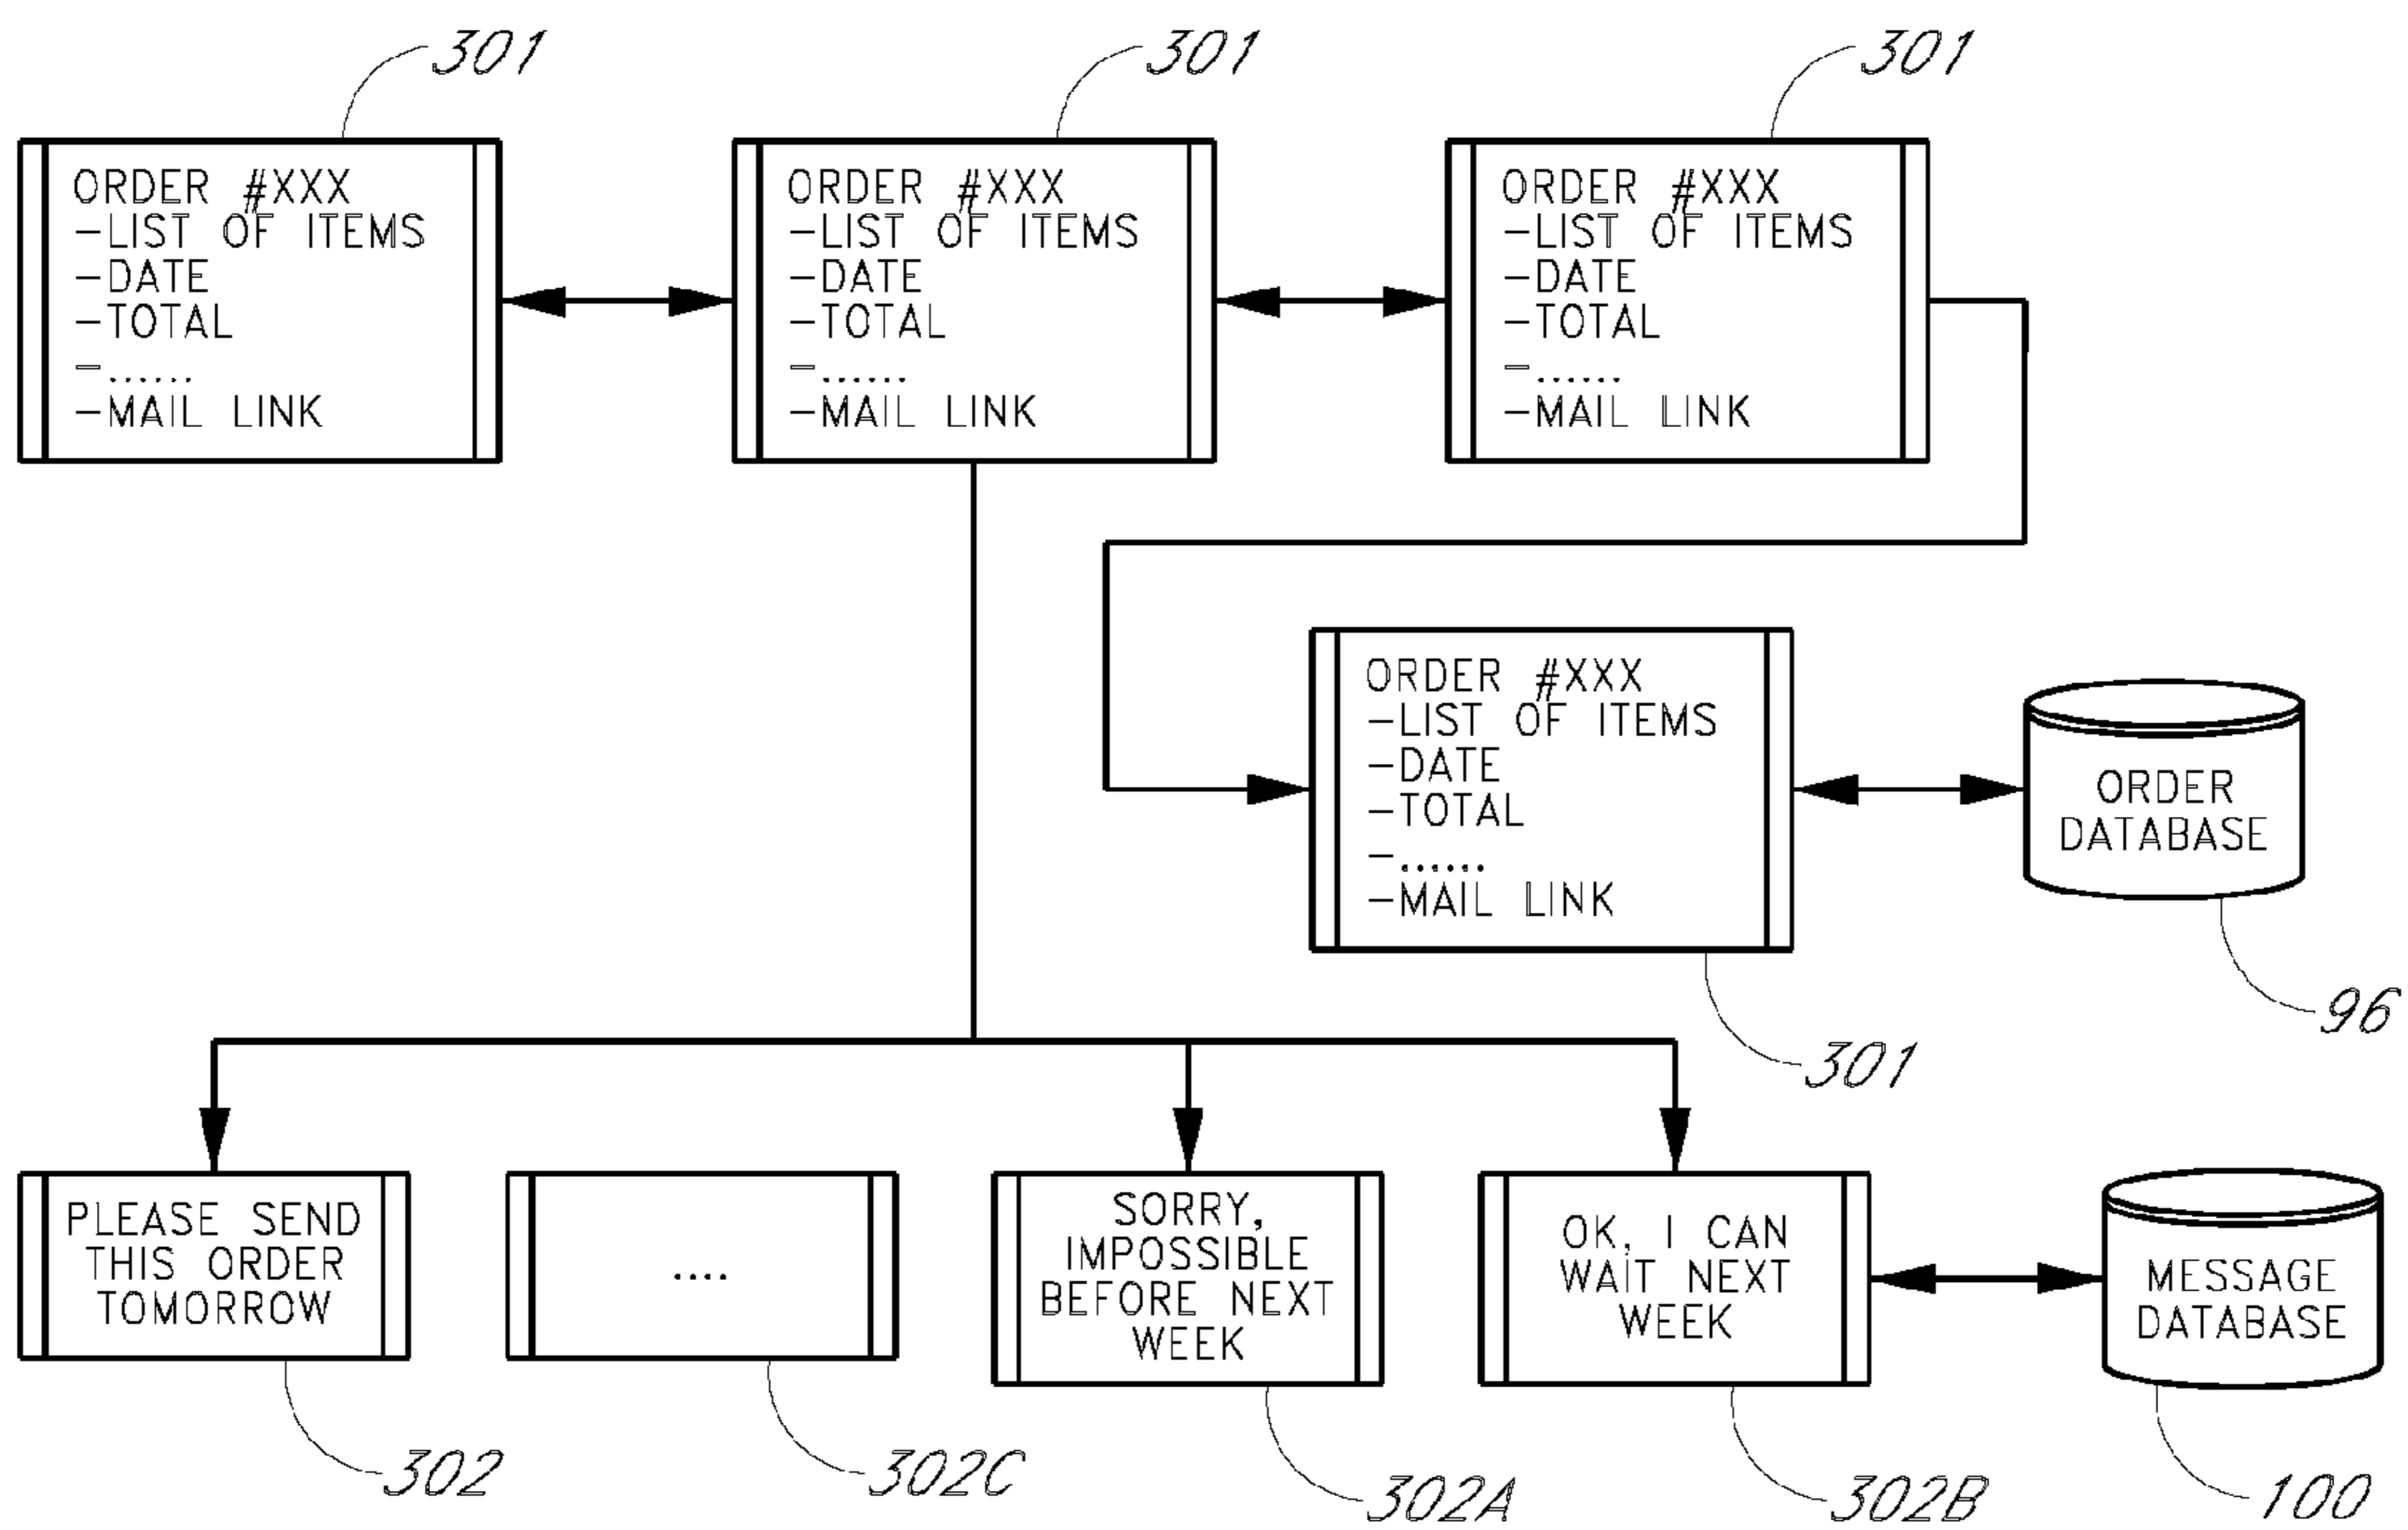 301
301
301
ORDER #XXX
-LIST OF ITEMS
-DATE
-TOTAL
-......
-MAIL LINK
ORDER #XXX
-LIST OF ITEMS
-DATE
-TOTAL
-......
-MAIL LINK
ORDER #XXX
-LIST OF ITEMS
-DATE
-TOTAL
-......
-MAIL LINK
ORDER #XXX
-LIST OF ITEMS
-DATE
-TOTAL
-......
-MAIL LINK
ORDER
DATABASE
96
301
PLEASE SEND
THIS ORDER
TOMORROW
....
SORRY,
IMPOSSIBLE
BEFORE NEXT
WEEK
OK, I CAN
WAIT NEXT
WEEK
MESSAGE
DATABASE
302
302C
302A
302B
100